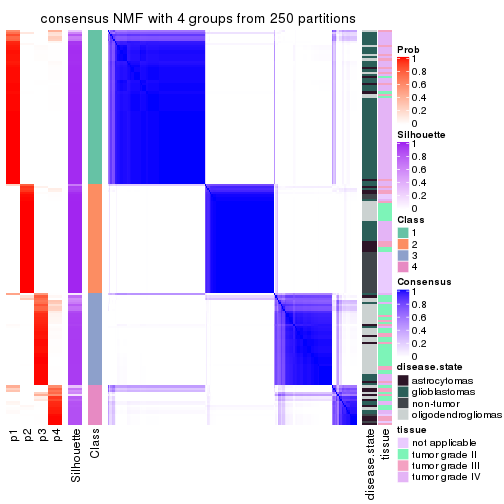 consensus NMF with 4 groups from 250 partitions
Prob
1
0.8
0.6
0.4
0.2
0
Silhouette
1
0.8
0.6
0.4
0.2
0
Class
1
2
3
4
Consensus
1
0.8
0.6
0.4
0.2
0
disease.state
astrocytomas
glioblastomas
non-tumor
oligodendrogliomas
tissue
not applicable
tumor grade II
tumor grade III
tumor grade IV
p1
p2
p3
p4
Silhouette
Class
disease.state
tissue